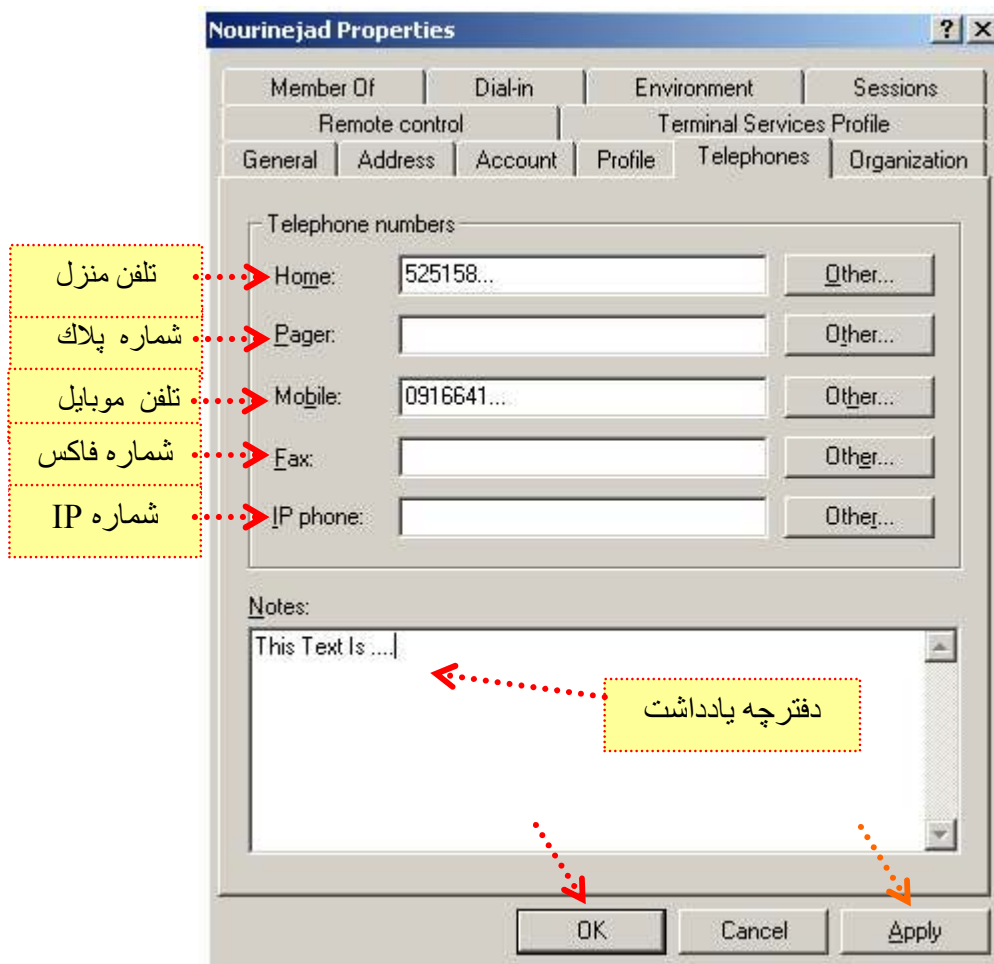 Nourinejad Properties
Member Of Dial-in Environment Sessions
Remote control Terminal Services Profile
General Address Account Profile Telephones Organization
Telephone numbers
تلفن منزل Home: 525158... Other...
شماره پلاك Pager: Other...
تلفن موبايل Mobile: 0916641... Other...
شماره فاكس Fax: Other...
شماره IP IP phone: Other...
Notes:
This Text Is ....
دفترچه يادداشت
OK Cancel Apply